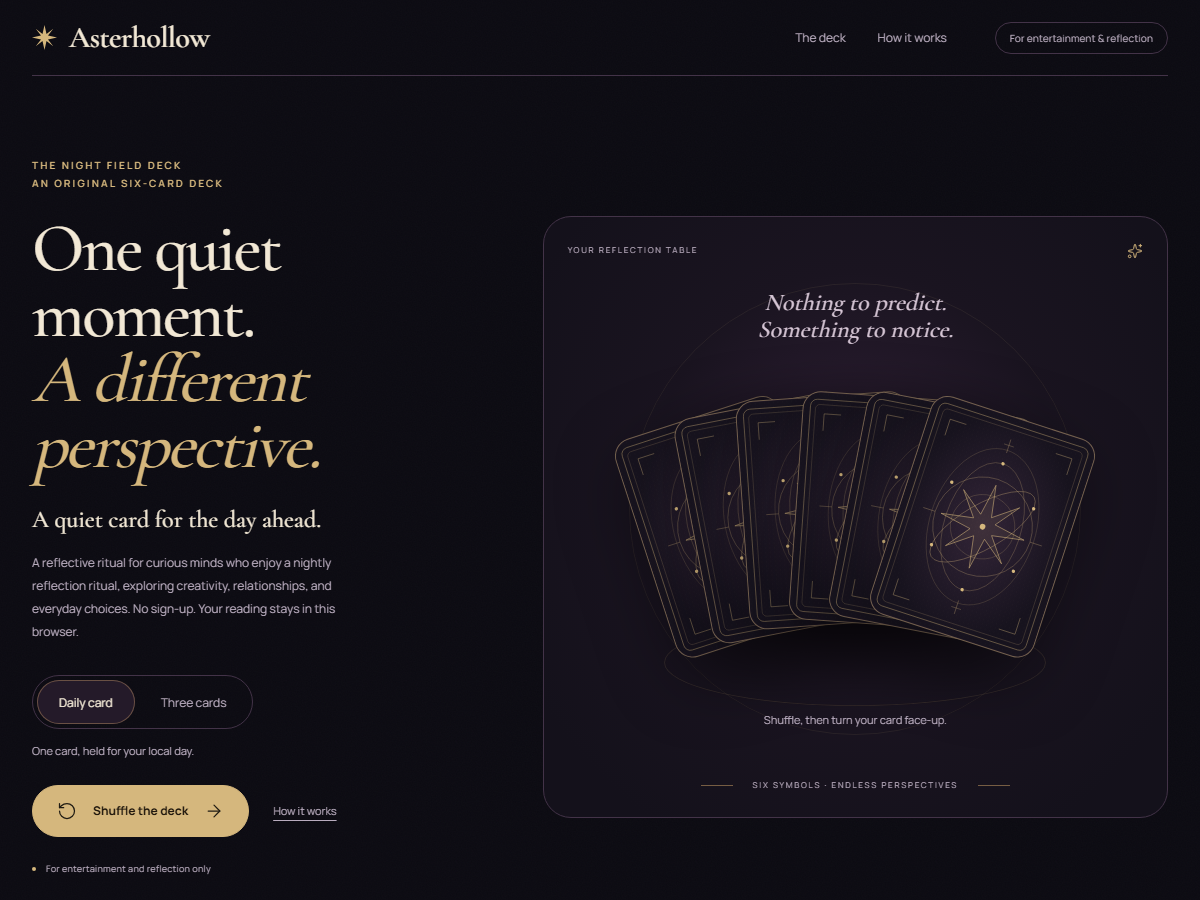 Asterhollow
The deck
How it works
For entertainment & reflection
THE NIGHT FIELD DECK
AN ORIGINAL SIX-CARD DECK
One quiet
moment.
A different
perspective.
A quiet card for the day ahead.
A reflective ritual for curious minds who enjoy a nightly
reflection ritual, exploring creativity, relationships, and
everyday choices. No sign-up. Your reading stays in this
browser.
Daily card
Three cards
One card, held for your local day.
Shuffle the deck
How it works
For entertainment and reflection only
YOUR REFLECTION TABLE
Nothing to predict.
Something to notice.
Shuffle, then turn your card face-up.
SIX SYMBOLS · ENDLESS PERSPECTIVES